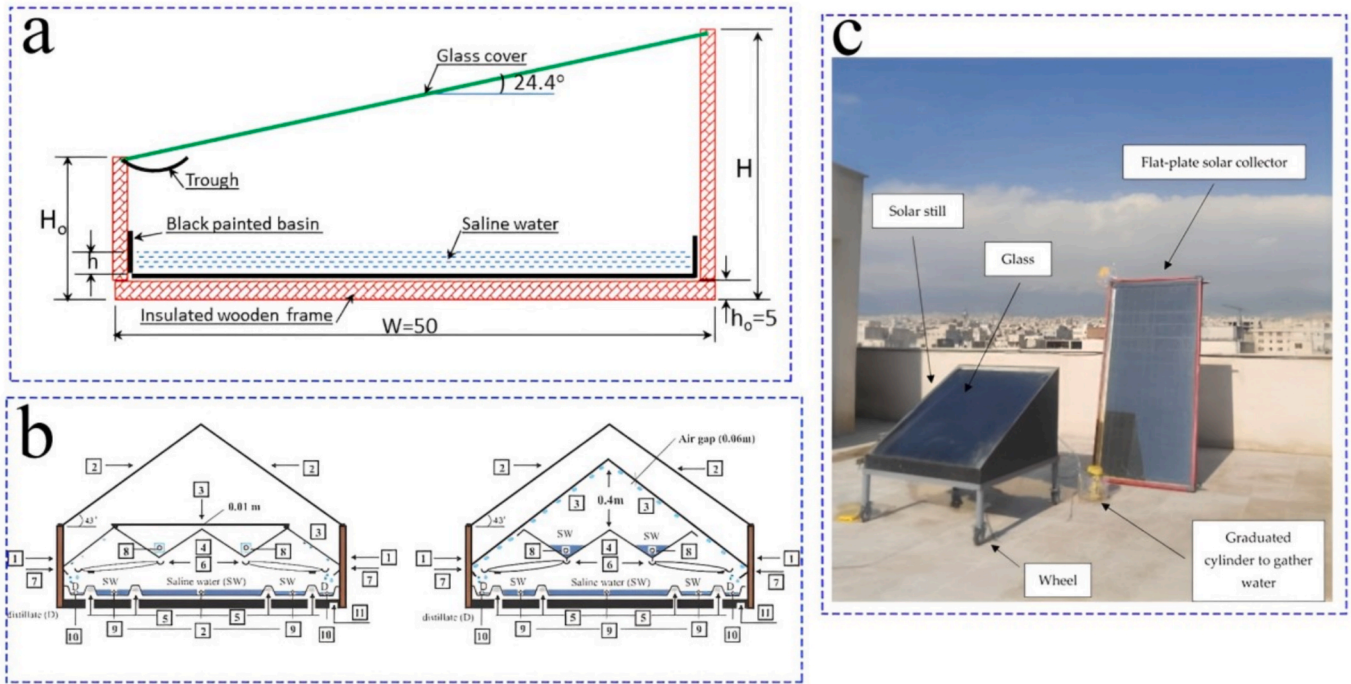 a
Glass cover
24.4°
Trough
H
Hₒ
Black painted basin
Saline water
h
Insulated wooden frame
W=50
hₒ=5
b
2
2
3
0.01 m
43°
3
8
4
8
1
6
1
7
7
D
SW
Saline water (SW)
SW
D
distillate (D)
11
10
9
5
2
5
9
10
Air gap (0.06m)
2
2
3
3
0.4m
43°
SW
SW
8
4
8
1
6
1
7
7
D
SW
Saline water (SW)
SW
D
distillate (D)
11
10
9
5
2
5
9
10
c
Flat-plate solar collector
Solar still
Glass
Graduated
cylinder to gather
water
Wheel